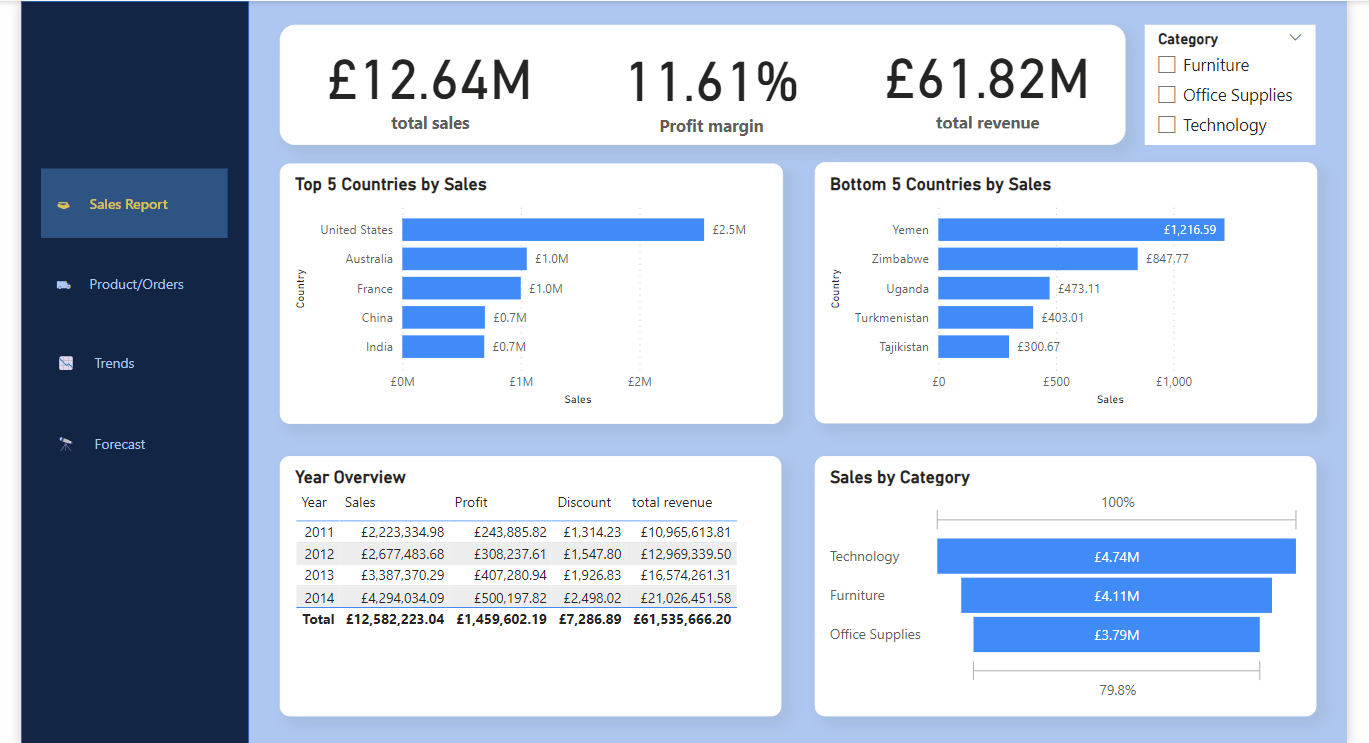 £12.64M
total sales
11.61%
Profit margin
£61.82M
total revenue
Category
Furniture
Office Supplies
Technology
Sales Report
Product/Orders
Trends
Forecast
Top 5 Countries by Sales
Country
United States £2.5M
Australia £1.0M
France £1.0M
China £0.7M
India £0.7M
£0M £1M £2M
Sales
Bottom 5 Countries by Sales
Country
Yemen £1,216.59
Zimbabwe £847.77
Uganda £473.11
Turkmenistan £403.01
Tajikistan £300.67
£0 £500 £1,000
Sales
Year Overview
Year Sales Profit Discount total revenue
2011 £2,223,334.98 £243,885.82 £1,314.23 £10,965,613.81
2012 £2,677,483.68 £308,237.61 £1,547.80 £12,969,339.50
2013 £3,387,370.29 £407,280.94 £1,926.83 £16,574,261.31
2014 £4,294,034.09 £500,197.82 £2,498.02 £21,026,451.58
Total £12,582,223.04 £1,459,602.19 £7,286.89 £61,535,666.20
Sales by Category
100%
Technology £4.74M
Furniture £4.11M
Office Supplies £3.79M
79.8%